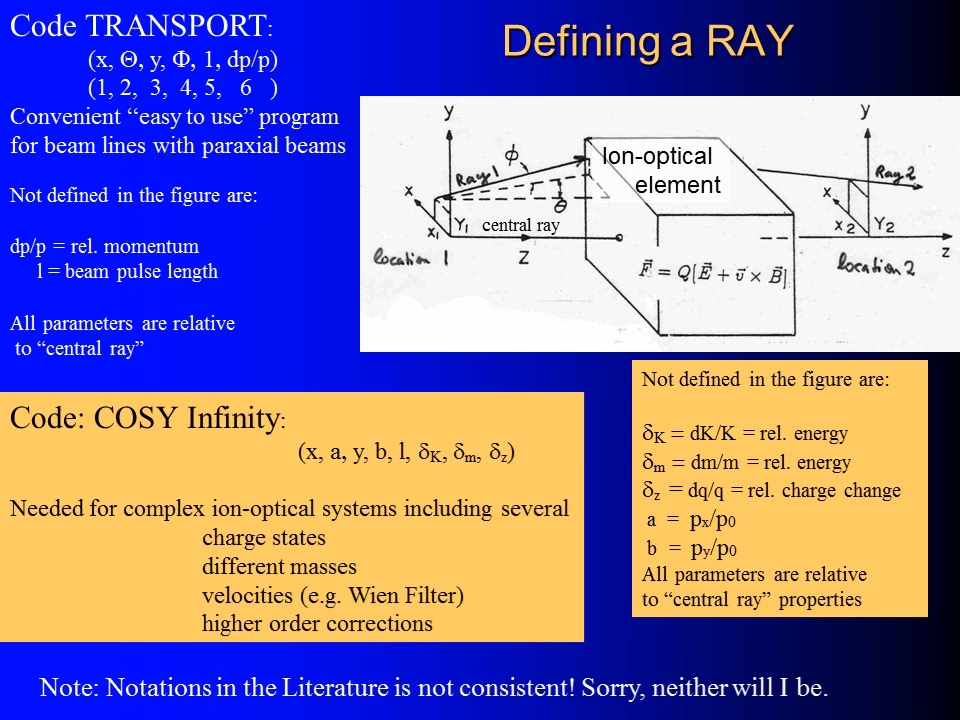 Defining a RAY
Code TRANSPORT:
(x, Θ, y, Φ, 1, dp/p)
(1, 2, 3, 4, 5, 6 )
Convenient “easy to use” program
for beam lines with paraxial beams
Not defined in the figure are:
dp/p = rel. momentum
l = beam pulse length
All parameters are relative
to “central ray”
y
x
Ray 1
ϕ
Θ
x₁
Y₁
central ray
location 1
z
Ion-optical
element
F⃗ = Q[E⃗ + v⃗ × B⃗]
y
x
Ray 2
x₂
Y₂
location 2
z
Code: COSY Infinity:
(x, a, y, b, l, δK, δm, δz)
Needed for complex ion-optical systems including several
charge states
different masses
velocities (e.g. Wien Filter)
higher order corrections
Not defined in the figure are:
δK = dK/K = rel. energy
δm = dm/m = rel. energy
δz = dq/q = rel. charge change
a = px/p0
b = py/p0
All parameters are relative
to “central ray” properties
Note: Notations in the Literature is not consistent! Sorry, neither will I be.